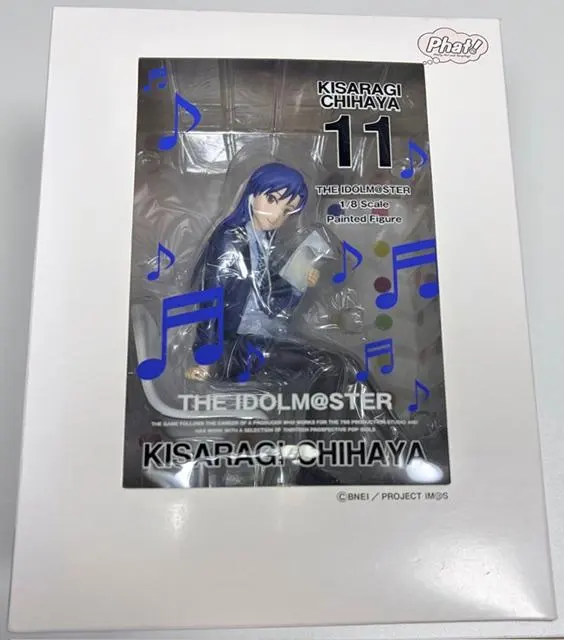 Phat!
KISARAGI
CHIHAYA
11
THE IDOLM@STER
1/8 Scale
Painted Figure
THE IDOLM@STER
THE GAME FOLLOWS THE CAREER OF A PRODUCER WHO WORKS FOR THE 765 PRODUCTION STUDIO AND
HAS WORK WITH A SELECTION OF THIRTEEN PROSPECTIVE POP IDOLS
KISARAGI CHIHAYA
©BNEI / PROJECT IM@S